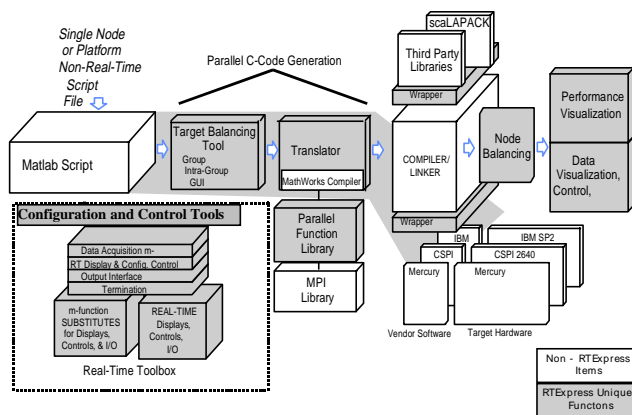 Single Node
or Platform
Non-Real-Time
Script
File
Parallel C-Code Generation
scaLAPACK
Third Party
Libraries
Wrapper
Matlab Script
Target Balancing
Tool
Group
Intra-Group
GUI
Translator
MathWorks Compiler
COMPILER/
LINKER
Node
Balancing
Performance
Visualization
Data
Visualization,
Control,
Wrapper
Parallel
Function
Library
MPI
Library
IBM
CSPI
Mercury
Vendor Software
IBM SP2
CSPI 2640
Mercury
Target Hardware
Configuration and Control Tools
Data Acquisition m-
RT Display & Config. Control
Output Interface
Termination
m-function
SUBSTITUTES
for Displays,
Controls, & I/O
REAL-TIME
Displays,
Controls,
I/O
Real-Time Toolbox
Non - RTExpress
Items
RTExpress Unique
Functons